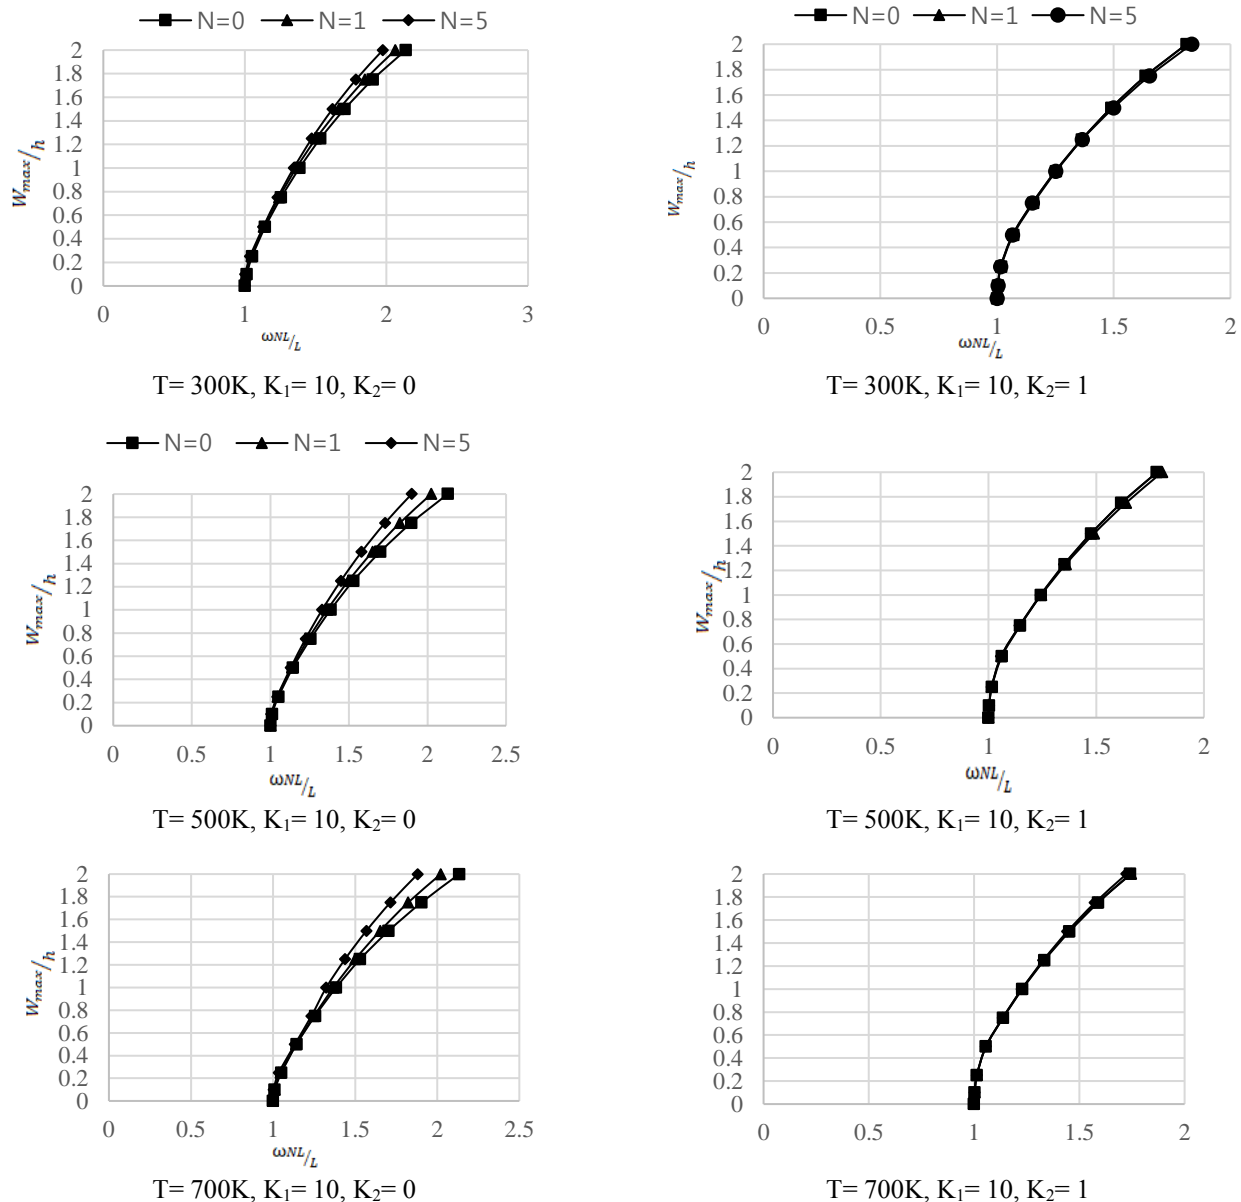 N=0 N=1 N=5
2
1.8
1.6
1.4
1.2
1
0.8
0.6
0.4
0.2
0
Wmax/h
0 1 2 3
ωNL/L
T= 300K, K1= 10, K2= 0
N=0 N=1 N=5
2
1.8
1.6
1.4
1.2
1
0.8
0.6
0.4
0.2
0
Wmax/h
0 0.5 1 1.5 2
ωNL/L
T= 300K, K1= 10, K2= 1
N=0 N=1 N=5
2
1.8
1.6
1.4
1.2
1
0.8
0.6
0.4
0.2
0
Wmax/h
0 0.5 1 1.5 2 2.5
ωNL/L
T= 500K, K1= 10, K2= 0
2
1.8
1.6
1.4
1.2
1
0.8
0.6
0.4
0.2
0
Wmax/h
0 0.5 1 1.5 2
ωNL/L
T= 500K, K1= 10, K2= 1
2
1.8
1.6
1.4
1.2
1
0.8
0.6
0.4
0.2
0
Wmax/h
0 0.5 1 1.5 2 2.5
ωNL/L
T= 700K, K1= 10, K2= 0
2
1.8
1.6
1.4
1.2
1
0.8
0.6
0.4
0.2
0
Wmax/h
0 0.5 1 1.5 2
ωNL/L
T= 700K, K1= 10, K2= 1